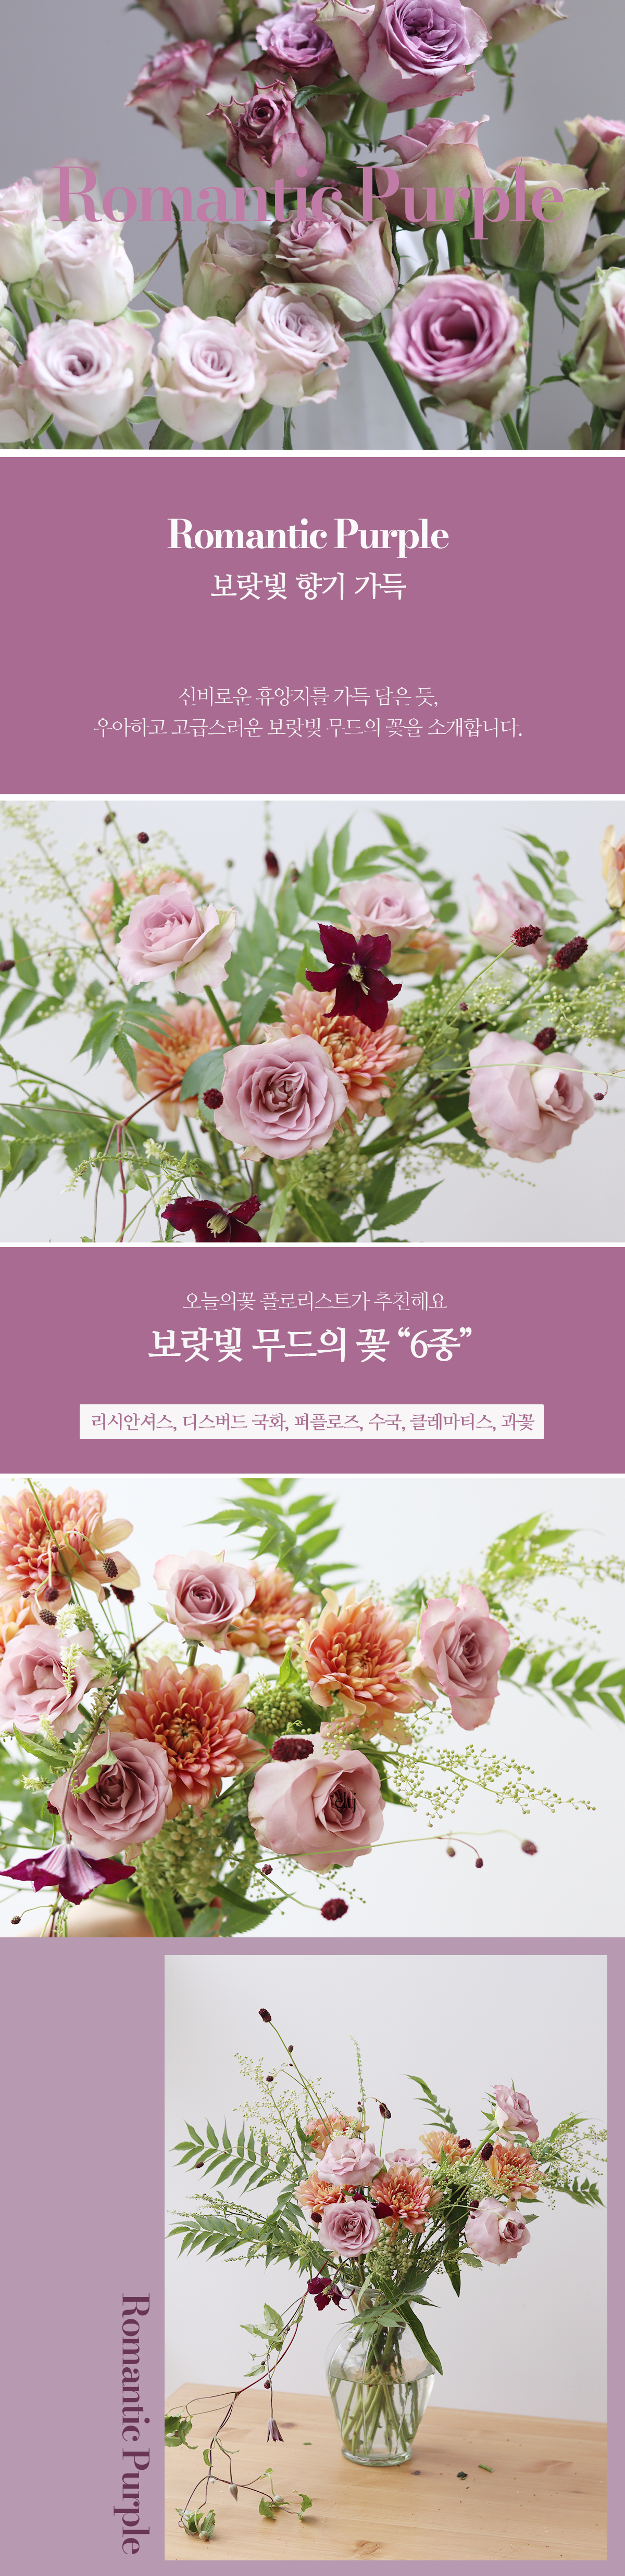 Romantic Purple
Romantic Purple
보랏빛 향기 가득
신비로운 휴양지를 가득 담은 듯,
우아하고 고급스러운 보랏빛 무드의 꽃을 소개합니다.
오늘의꽃 플로리스트가 추천해요
보랏빛 무드의 꽃 “6종”
리시안셔스, 디스버드 국화, 퍼플로즈, 수국, 클레마티스, 과꽃
Romantic Purple